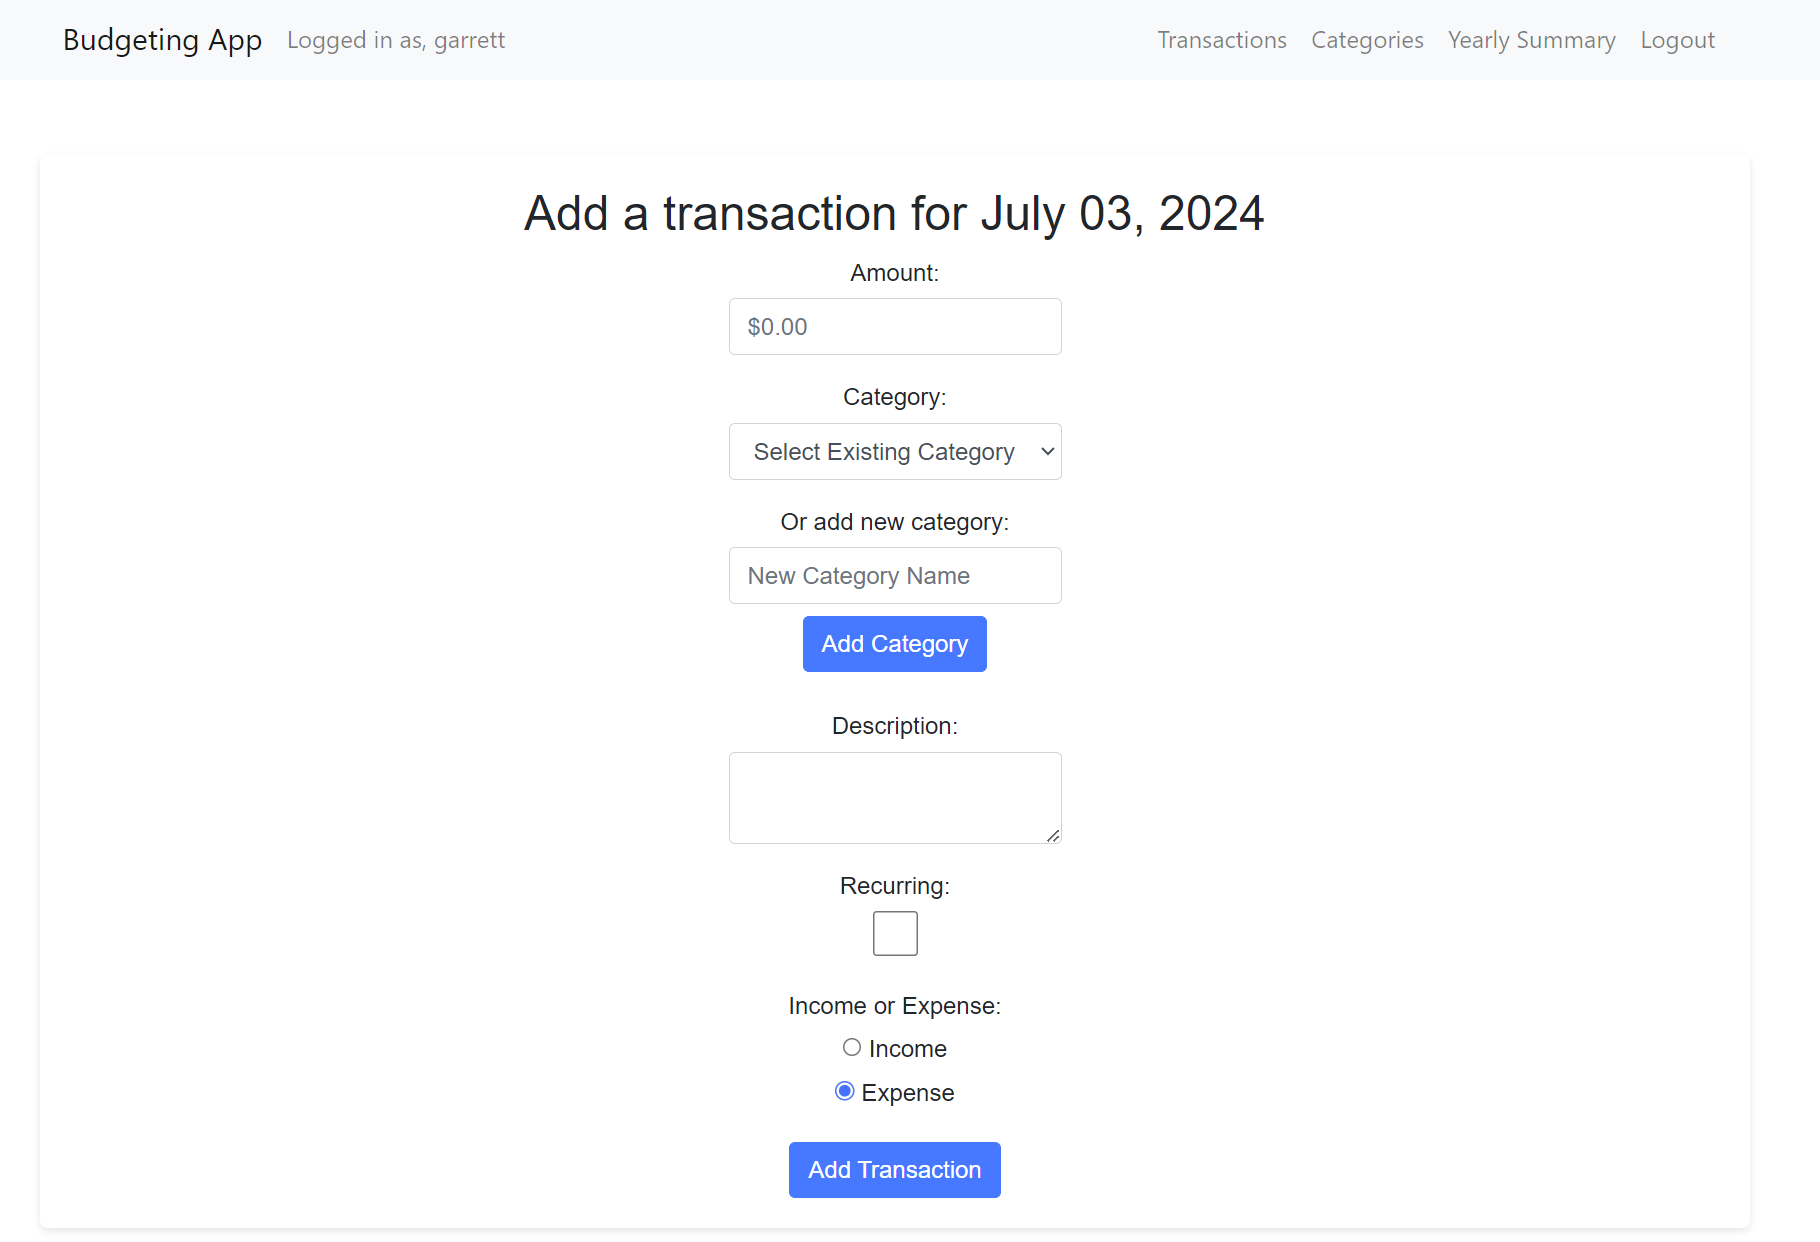 Budgeting App Logged in as, garrett Transactions Categories Yearly Summary Logout
Add a transaction for July 03, 2024
Amount:
$0.00
Category:
Select Existing Category
Or add new category:
New Category Name
Add Category
Description:
Recurring:
Income or Expense:
Income
Expense
Add Transaction